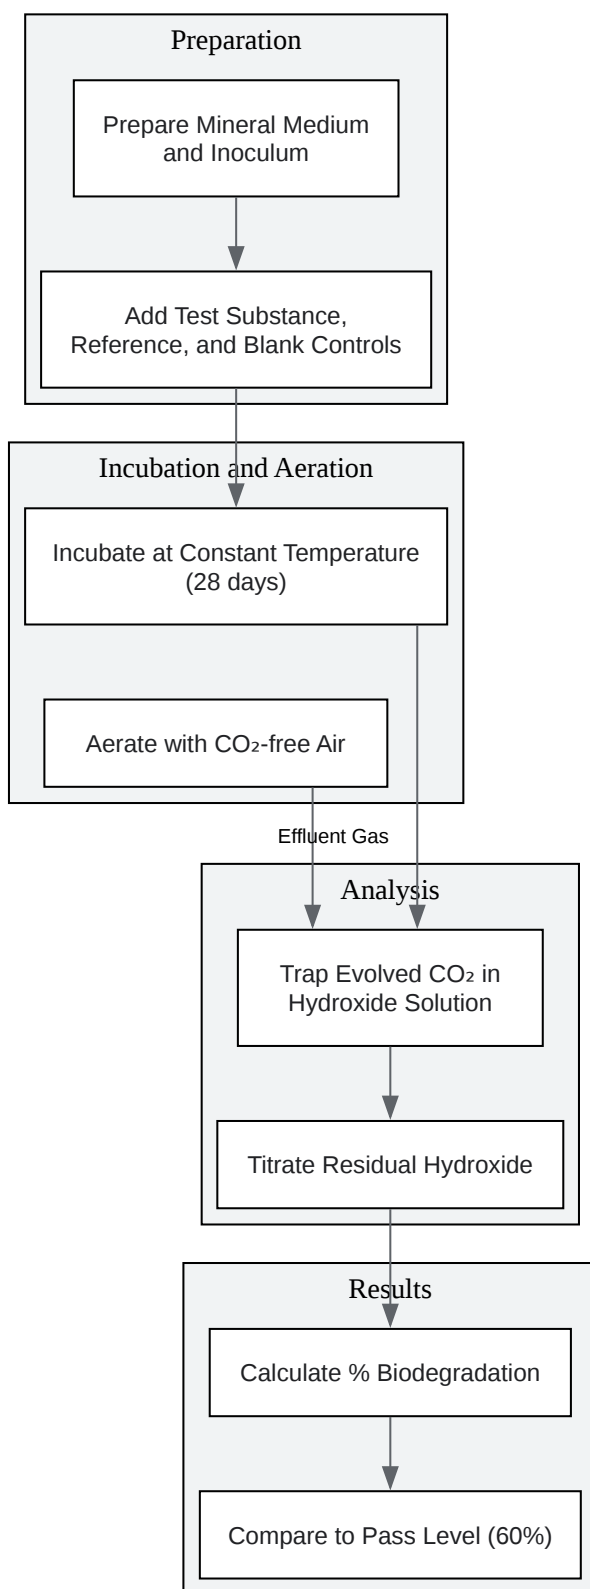 Preparation
Prepare Mineral Medium
and Inoculum
Add Test Substance,
Reference, and Blank Controls
Incubation and Aeration
Incubate at Constant Temperature
(28 days)
Aerate with CO₂-free Air
Effluent Gas
Analysis
Trap Evolved CO₂ in
Hydroxide Solution
Titrate Residual Hydroxide
Results
Calculate % Biodegradation
Compare to Pass Level (60%)